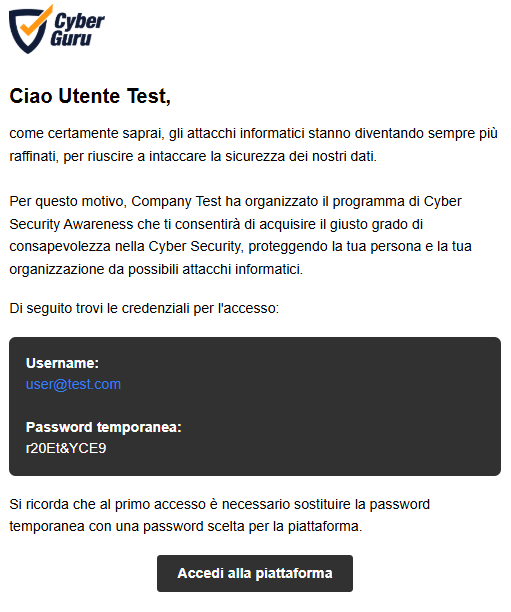 Cyber
Guru
Ciao Utente Test,
come certamente saprai, gli attacchi informatici stanno diventando sempre più
raffinati, per riuscire a intaccare la sicurezza dei nostri dati.
Per questo motivo, Company Test ha organizzato il programma di Cyber
Security Awareness che ti consentirà di acquisire il giusto grado di
consapevolezza nella Cyber Security, proteggendo la tua persona e la tua
organizzazione da possibili attacchi informatici.
Di seguito trovi le credenziali per l'accesso:
Username:
user@test.com
Password temporanea:
r20Et&YCE9
Si ricorda che al primo accesso è necessario sostituire la password
temporanea con una password scelta per la piattaforma.
Accedi alla piattaforma